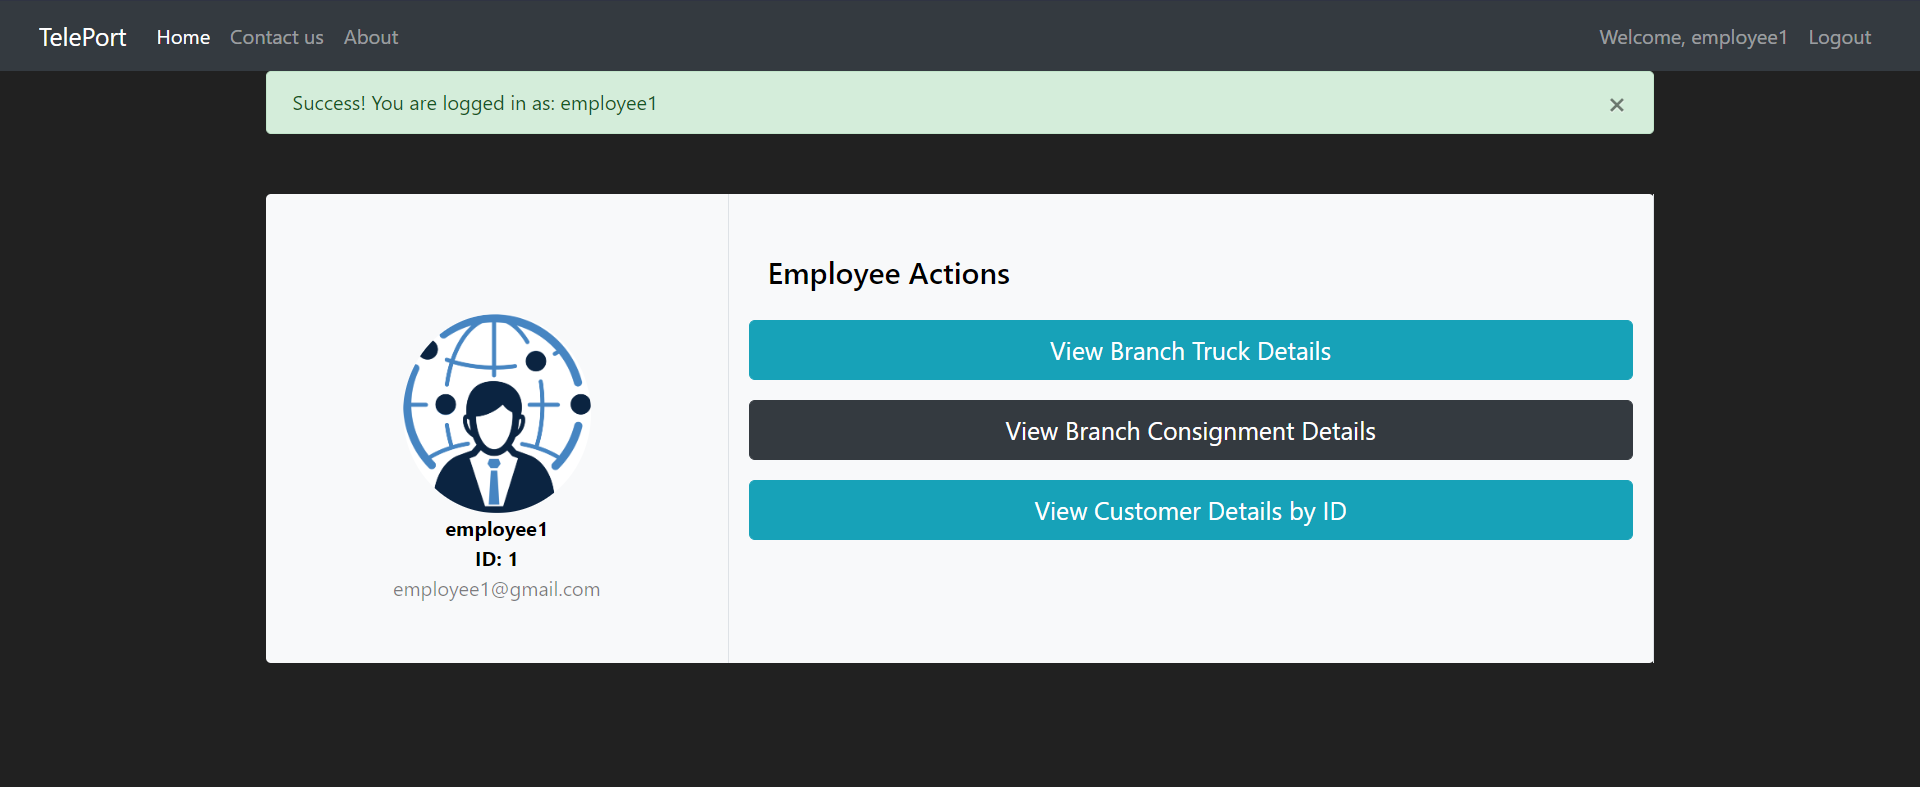 TelePort Home Contact us About Welcome, employee1 Logout
Success! You are logged in as: employee1 ×
Employee Actions
View Branch Truck Details
View Branch Consignment Details
View Customer Details by ID
employee1
ID: 1
employee1@gmail.com